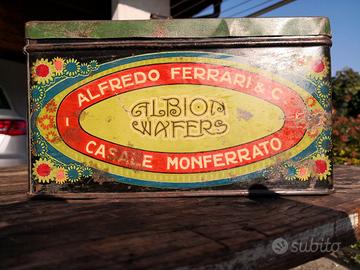 ALFREDO FERRARI & C.
ALBION
WAFERS
CASALE MONFERRATO
subito